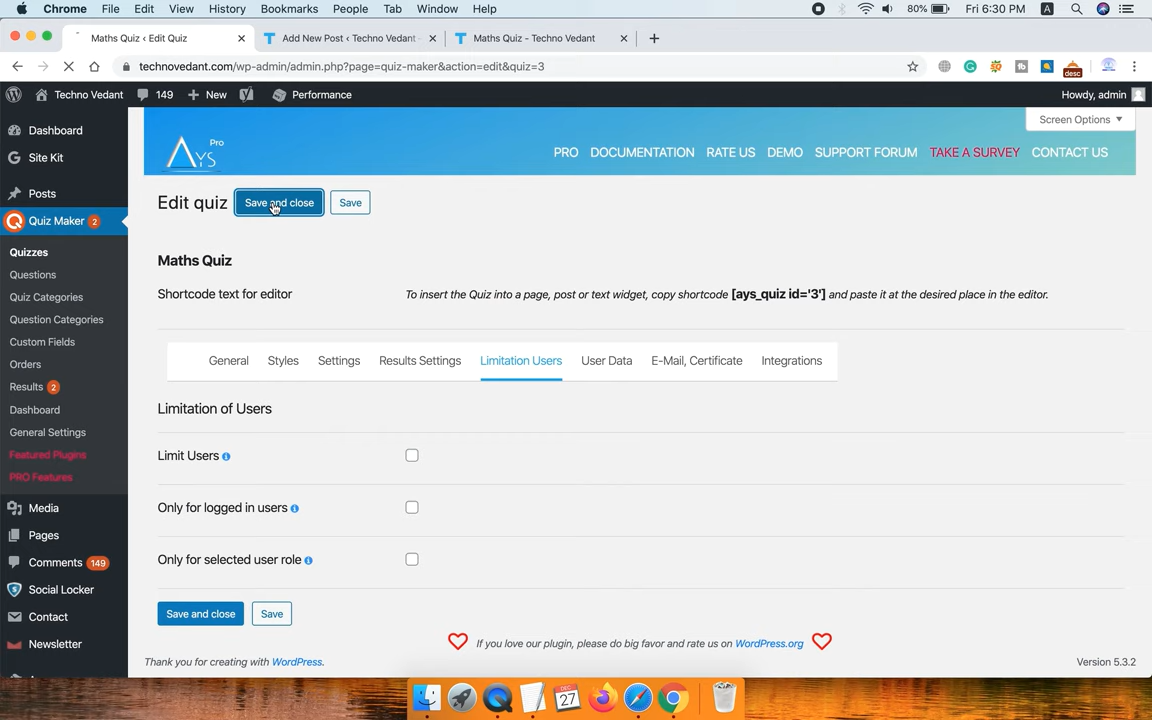 Chrome File Edit View History Bookmarks People Tab Window Help 80% Fri 6:30 PM A
Maths Quiz ‹ Edit Quiz Add New Post ‹ Techno Vedant Maths Quiz - Techno Vedant
technovedant.com/wp-admin/admin.php?page=quiz-maker&action=edit&quiz=3 desc
Techno Vedant 149 New Performance Howdy, admin
Screen Options ▼
AYS Pro
PRO DOCUMENTATION RATE US DEMO SUPPORT FORUM TAKE A SURVEY CONTACT US
Dashboard
Site Kit
Posts
Quiz Maker 2
Quizzes
Questions
Quiz Categories
Question Categories
Custom Fields
Orders
Results 2
Dashboard
General Settings
Featured Plugins
PRO Features
Media
Pages
Comments 149
Social Locker
Contact
Newsletter
Edit quiz Save and close Save
Maths Quiz
Shortcode text for editor To insert the Quiz into a page, post or text widget, copy shortcode [ays_quiz id='3'] and paste it at the desired place in the editor.
General Styles Settings Results Settings Limitation Users User Data E-Mail, Certificate Integrations
Limitation of Users
Limit Users
Only for logged in users
Only for selected user role
Save and close Save
If you love our plugin, please do big favor and rate us on WordPress.org
Thank you for creating with WordPress. Version 5.3.2
DEC
27